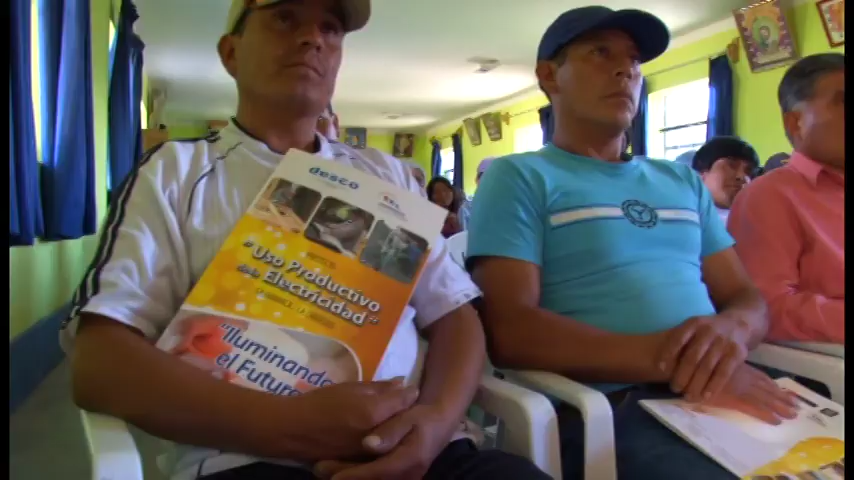 desco
"Uso Productivo
de la Electricidad"
"Iluminando
el Futuro